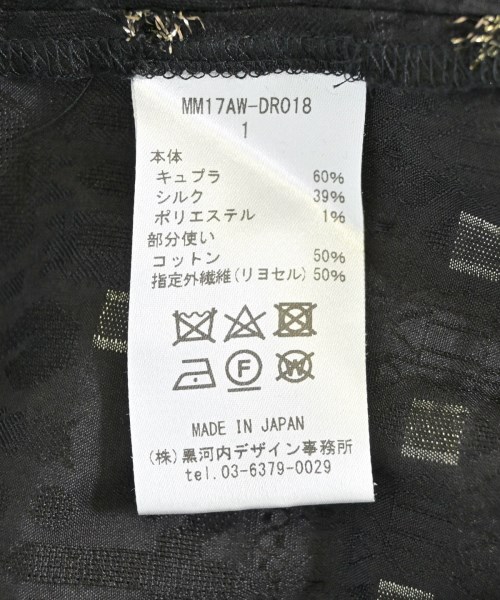 MM17AW-DR018
1
本体
キュプラ 60%
シルク 39%
ポリエステル 1%
部分使い
コットン 50%
指定外繊維(リヨセル) 50%
F
W
MADE IN JAPAN
(株)黒河内デザイン事務所
tel.03-6379-0029